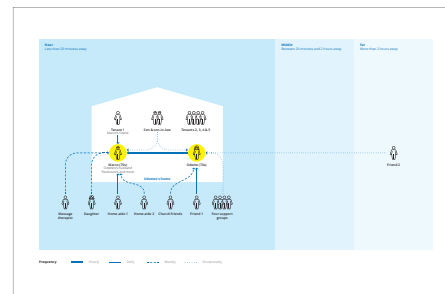 Near
Less than 30 minutes away
Middle
Between 30 minutes and 2 hours away
Far
More than 2 hours away
Tenant 1
Son & son-in-law
Tenants 2, 3, 4 & 5
Home aide 1
Home aide 2
Church friends
Friend 1
Four support
groups
Massage
therapist
Daughter
Friend 2
Frequency
Hourly
Daily
Weekly
Occasionally